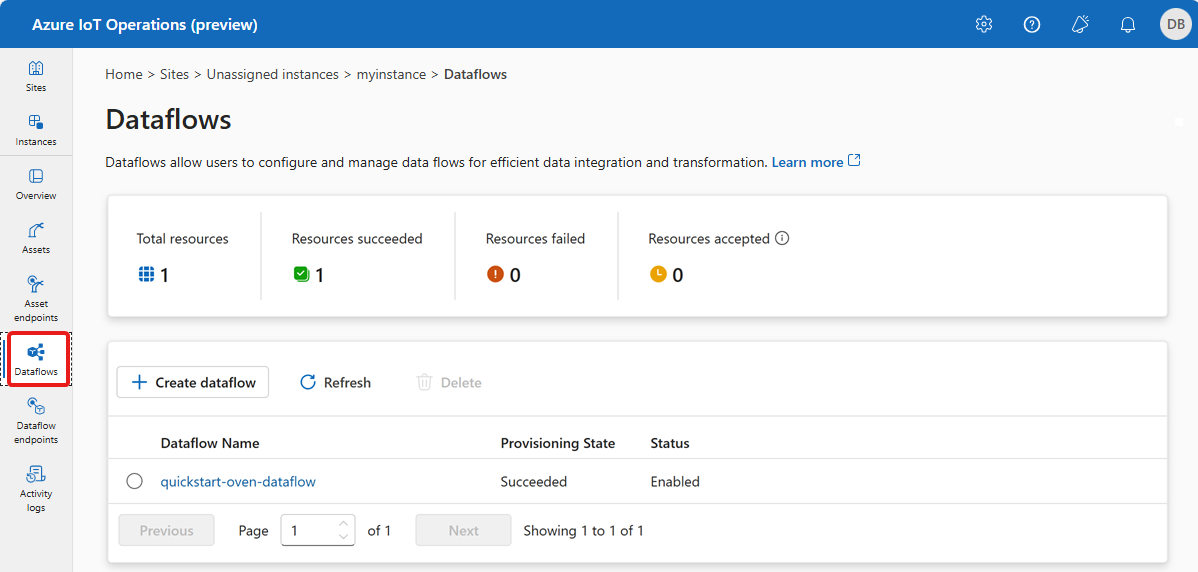 Azure IoT Operations (preview)
DB
Sites
Instances
Overview
Assets
Asset
endpoints
Dataflows
Dataflow
endpoints
Activity
logs
Home > Sites > Unassigned instances > myinstance > Dataflows
Dataflows
Dataflows allow users to configure and manage data flows for efficient data integration and transformation. Learn more
Total resources
1
Resources succeeded
1
Resources failed
0
Resources accepted
0
Create dataflow
Refresh
Delete
Dataflow Name Provisioning State Status
quickstart-oven-dataflow Succeeded Enabled
Previous Page 1 of 1 Next Showing 1 to 1 of 1